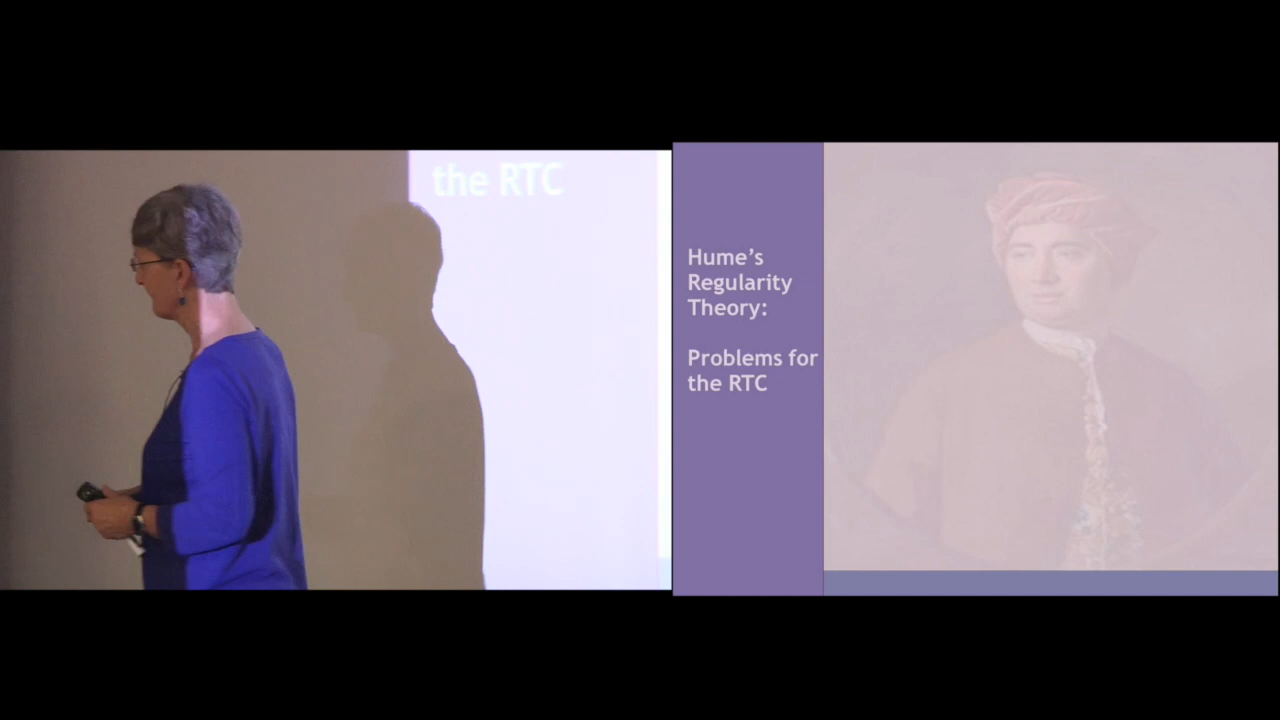 the RTC
Hume's
Regularity
Theory:
Problems for
the RTC